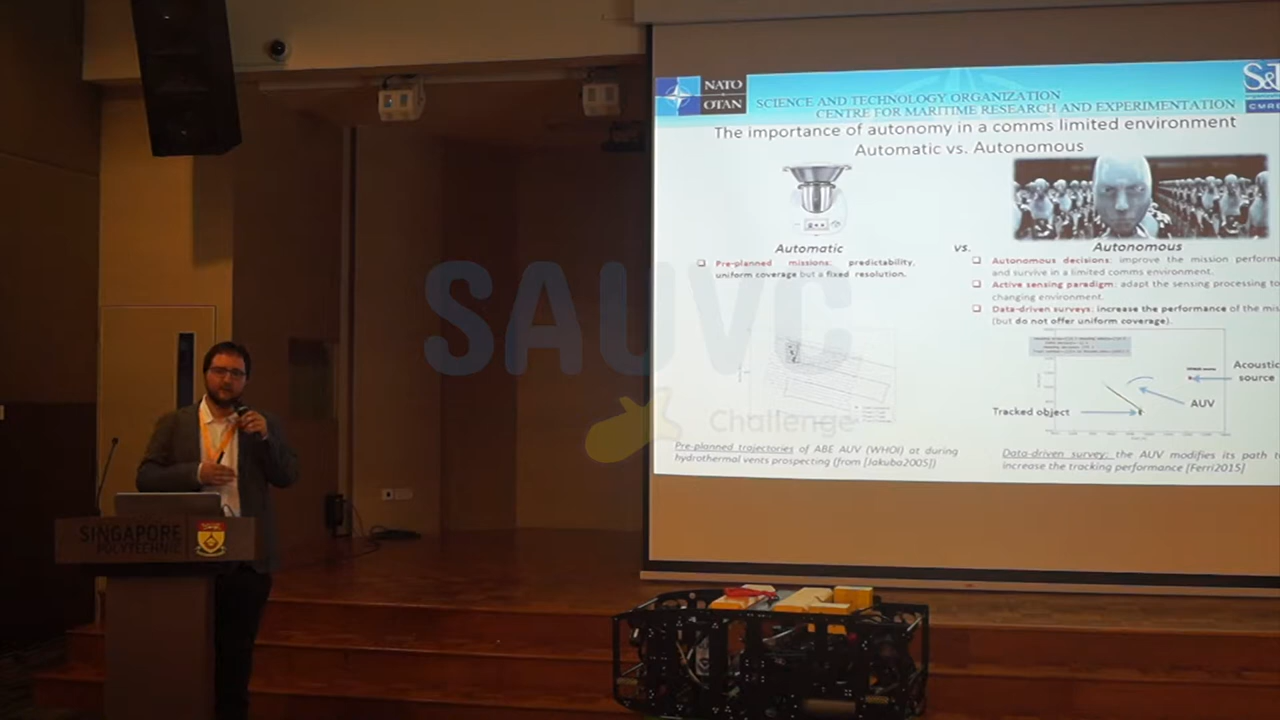 NATO
OTAN
S&T
CMRE
SCIENCE AND TECHNOLOGY ORGANIZATION
CENTRE FOR MARITIME RESEARCH AND EXPERIMENTATION
The importance of autonomy in a comms limited environment
Automatic vs. Autonomous
Automatic
vs.
Autonomous
Pre-planned missions: predictability,
uniform coverage but a fixed resolution.
Autonomous decisions: improve the mission performa
and survive in a limited comms environment.
Active sensing paradigm: adapt the sensing processing to
changing environment.
Data-driven surveys: increase the performance of the mis
(but do not offer uniform coverage).
Acoustic
source
AUV
Tracked object
Pre-planned trajectories of ABE AUV (WHOI) at during
hydrothermal vents prospecting (from [Jakuba2005])
Data-driven survey: the AUV modifies its path t
increase the tracking performance [Ferri2015]
SAUVC
Challenge
SINGAPORE
POLYTECHNIC